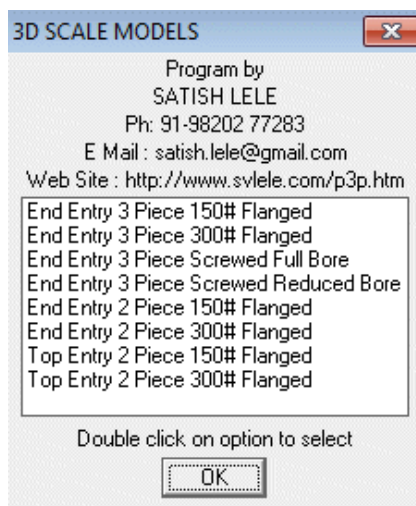 3D SCALE MODELS
Program by
SATISH LELE
Ph: 91-98202 77283
E Mail : satish.lele@gmail.com
Web Site : http://www.svlele.com/p3p.htm
End Entry 3 Piece 150# Flanged
End Entry 3 Piece 300# Flanged
End Entry 3 Piece Screwed Full Bore
End Entry 3 Piece Screwed Reduced Bore
End Entry 2 Piece 150# Flanged
End Entry 2 Piece 300# Flanged
Top Entry 2 Piece 150# Flanged
Top Entry 2 Piece 300# Flanged
Double click on option to select
OK